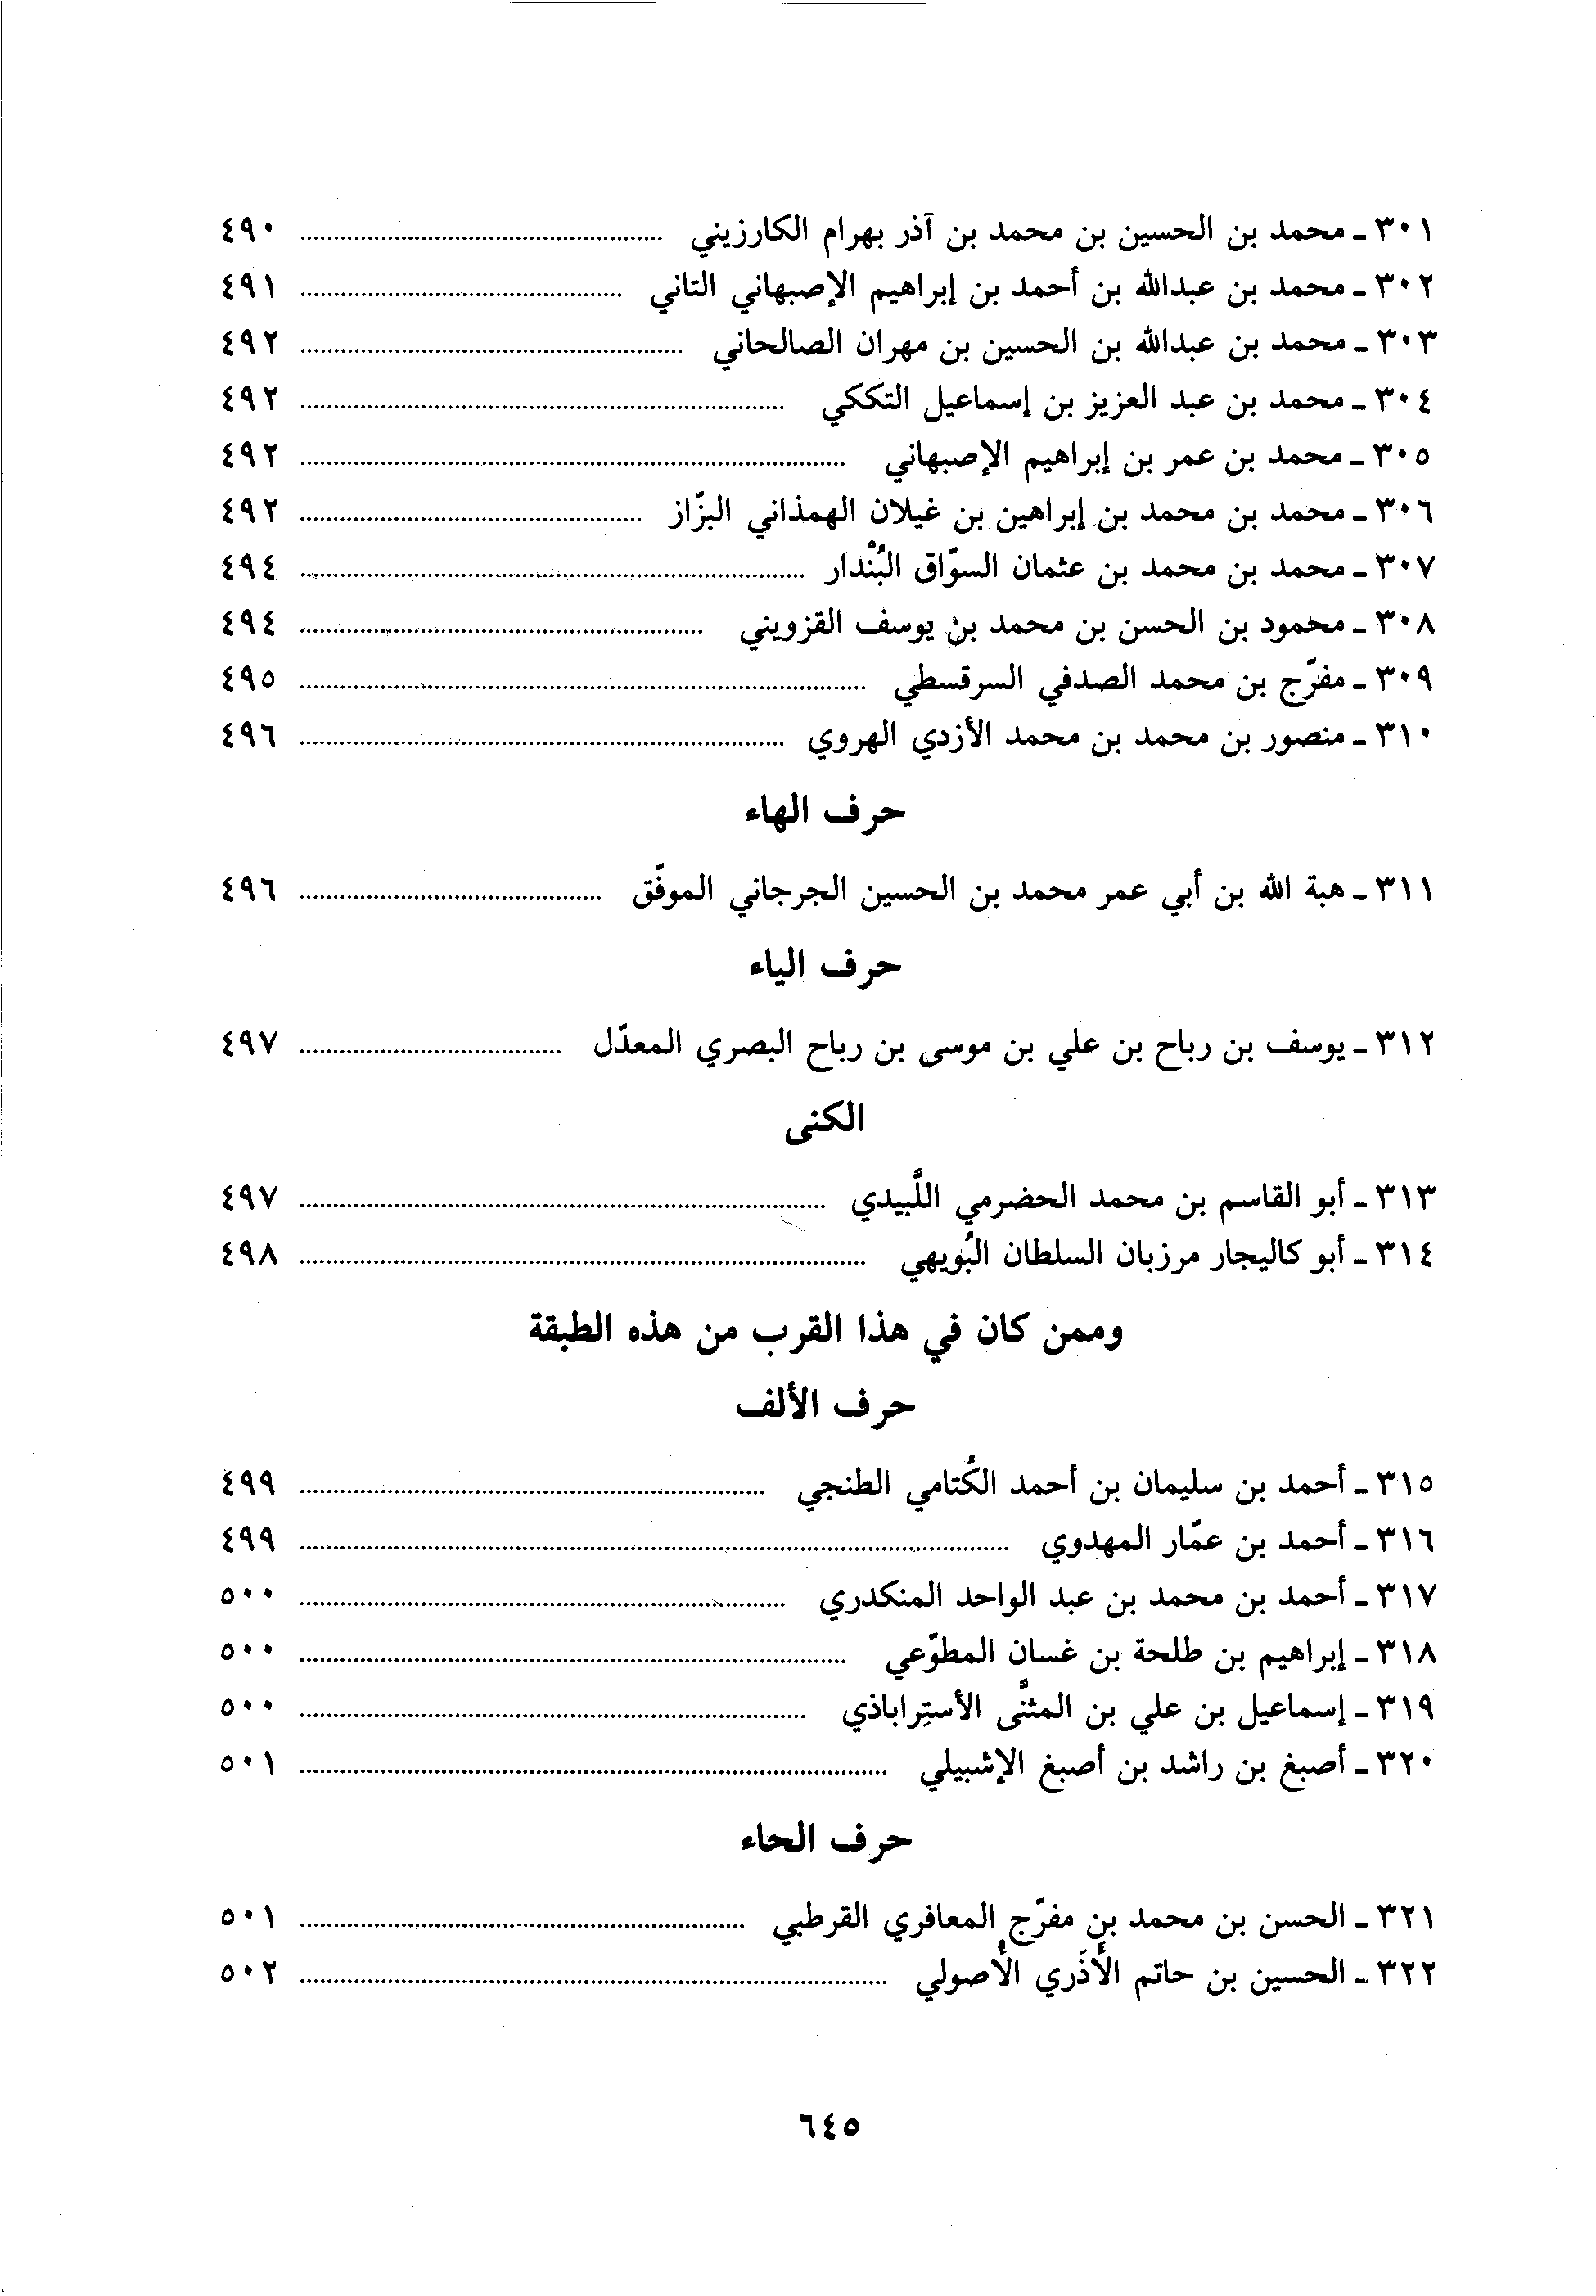 ٣٠١ ـ محمد بن الحسين بن محمد بن آذر بهرام الكارزيني ........ ٤٩٠
٣٠٢ ـ محمد بن عبدالله بن أحمد بن إبراهيم الإصبهاني التاني ........ ٤٩١
٣٠٣ ـ محمد بن عبدالله بن الحسين بن مهران الصالحاني ........ ٤٩٢
٣٠٤ ـ محمد بن عبد العزيز بن إسماعيل التككي ........ ٤٩٢
٣٠٥ ـ محمد بن عمر بن إبراهيم الإصبهاني ........ ٤٩٢
٣٠٦ ـ محمد بن محمد بن إبراهين بن غيلان الهمذاني البزّاز ........ ٤٩٢
٣٠٧ ـ محمد بن محمد بن عثمان السوّاق البُنْدار ........ ٤٩٤
٣٠٨ ـ محمود بن الحسن بن محمد بن يوسف القزويني ........ ٤٩٤
٣٠٩ ـ مفرّج بن محمد الصدفي السرقسطي ........ ٤٩٥
٣١٠ ـ منصور بن محمد بن محمد الأزدي الهروي ........ ٤٩٦
حرف الهاء
٣١١ ـ هبة الله بن أبي عمر محمد بن الحسين الجرجاني الموفّق ........ ٤٩٦
حرف الياء
٣١٢ ـ يوسف بن رباح بن علي بن موسى بن رباح البصري المعدّل ........ ٤٩٧
الكنى
٣١٣ ـ أبو القاسم بن محمد الحضرمي اللَّبيدي ........ ٤٩٧
٣١٤ ـ أبو كاليجار مرزبان السلطان البُويهي ........ ٤٩٨
وممن كان في هذا القرب من هذه الطبقة
حرف الألف
٣١٥ ـ أحمد بن سليمان بن أحمد الكُتامي الطنجي ........ ٤٩٩
٣١٦ ـ أحمد بن عمّار المهدوي ........ ٤٩٩
٣١٧ ـ أحمد بن محمد بن عبد الواحد المنكدري ........ ٥٠٠
٣١٨ ـ إبراهيم بن طلحة بن غسان المطوّعي ........ ٥٠٠
٣١٩ ـ إسماعيل بن علي بن المثنَّى الأستِراباذي ........ ٥٠٠
٣٢٠ ـ أصبغ بن راشد بن أصبغ الإشبيلي ........ ٥٠١
حرف الحاء
٣٢١ ـ الحسن بن محمد بن مفرّج المعافري القرطبي ........ ٥٠١
٣٢٢ ـ الحسين بن حاتم الأَذَري الأُصولي ........ ٥٠٢
٦٤٥